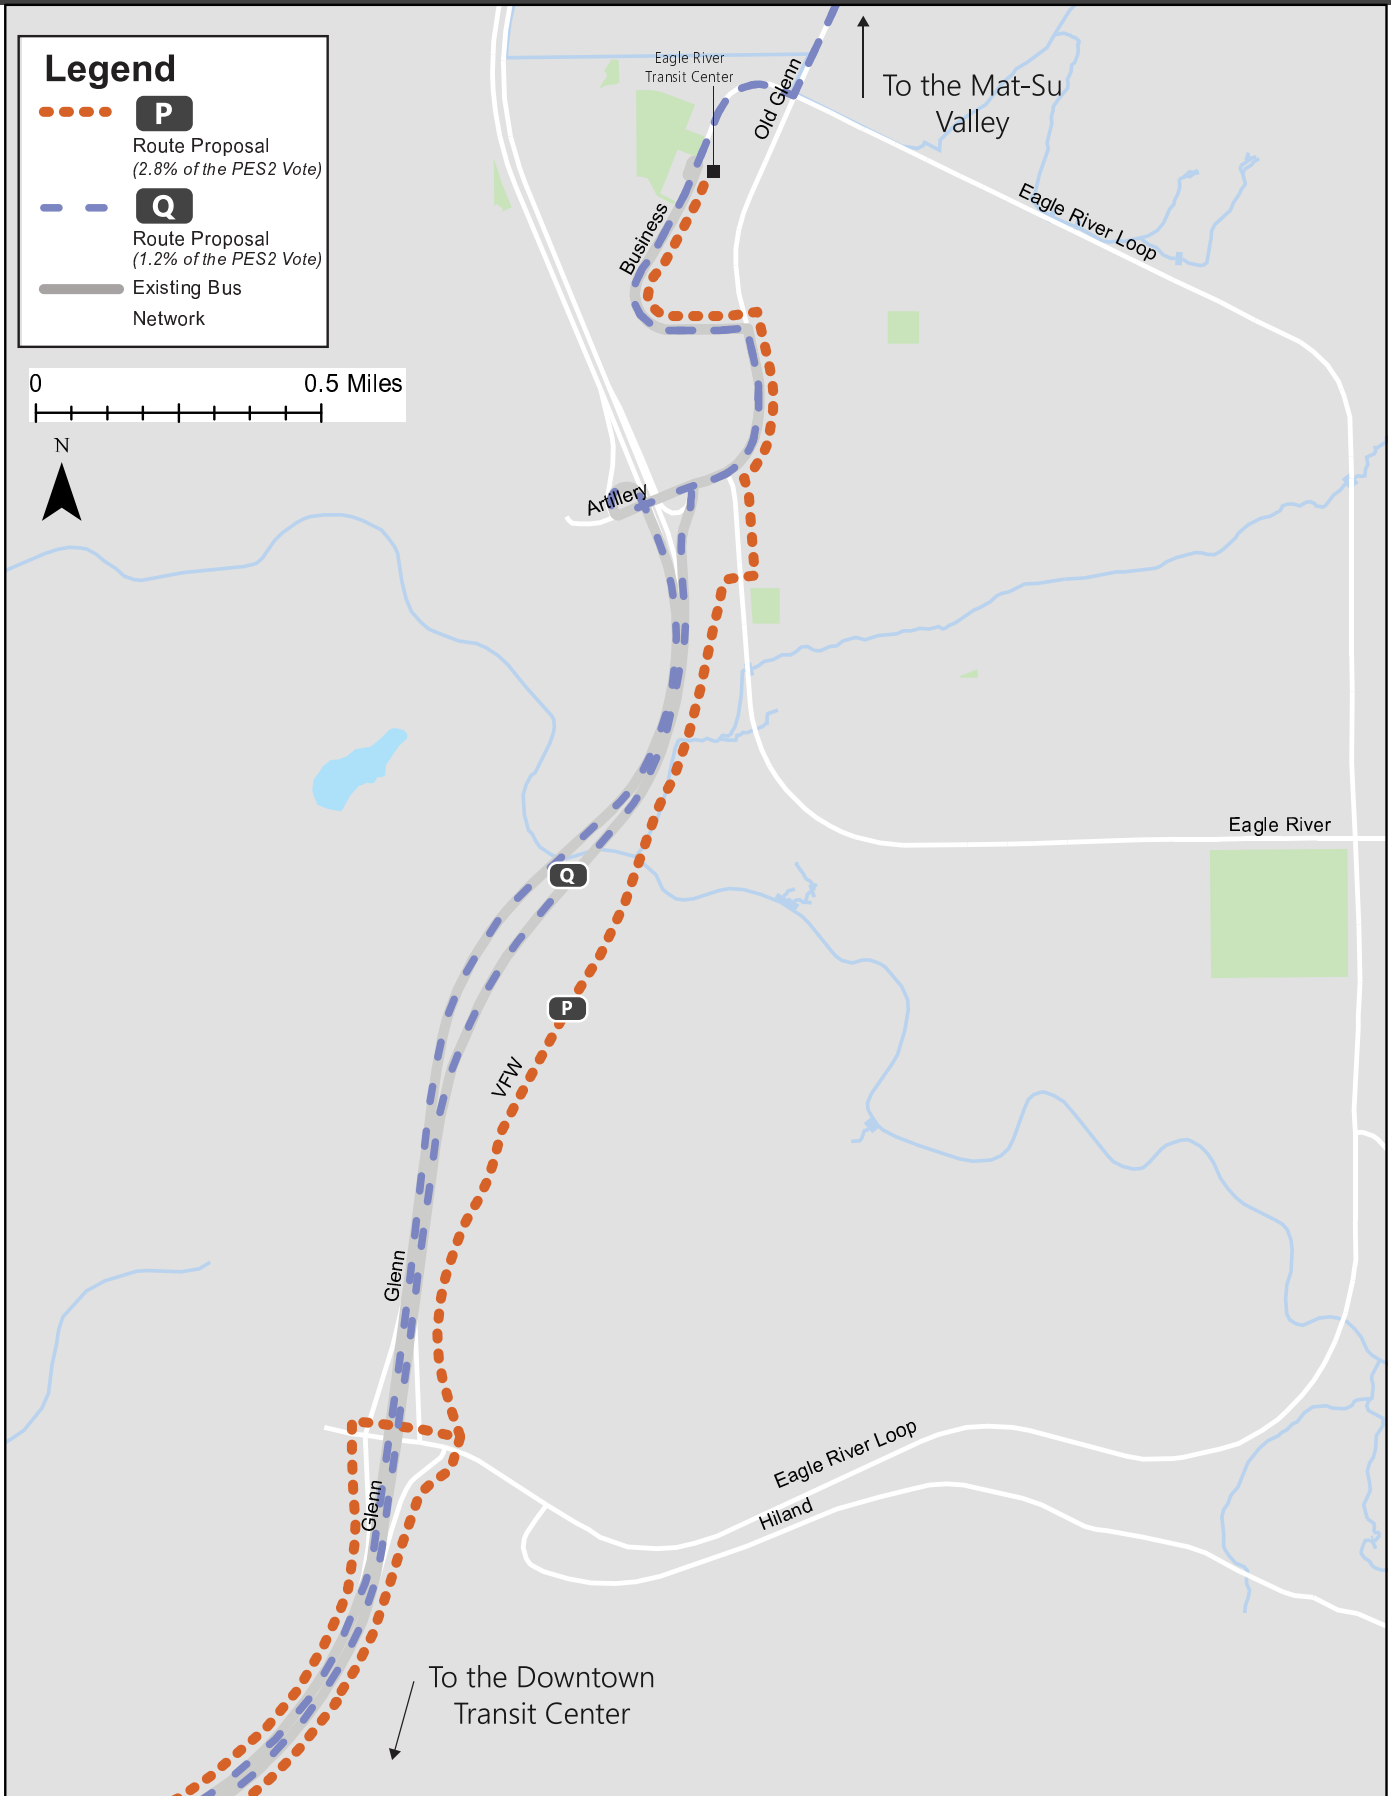 Legend
P
Route Proposal
(2.8% of the PES2 Vote)
Q
Route Proposal
(1.2% of the PES2 Vote)
Existing Bus
Network
0 0.5 Miles
N
Eagle River
Transit Center
Old Glenn
To the Mat-Su
Valley
Eagle River Loop
Business
Artillery
Eagle River
Q
P
VFW
Glenn
Eagle River Loop
Glenn
Hiland
To the Downtown
Transit Center